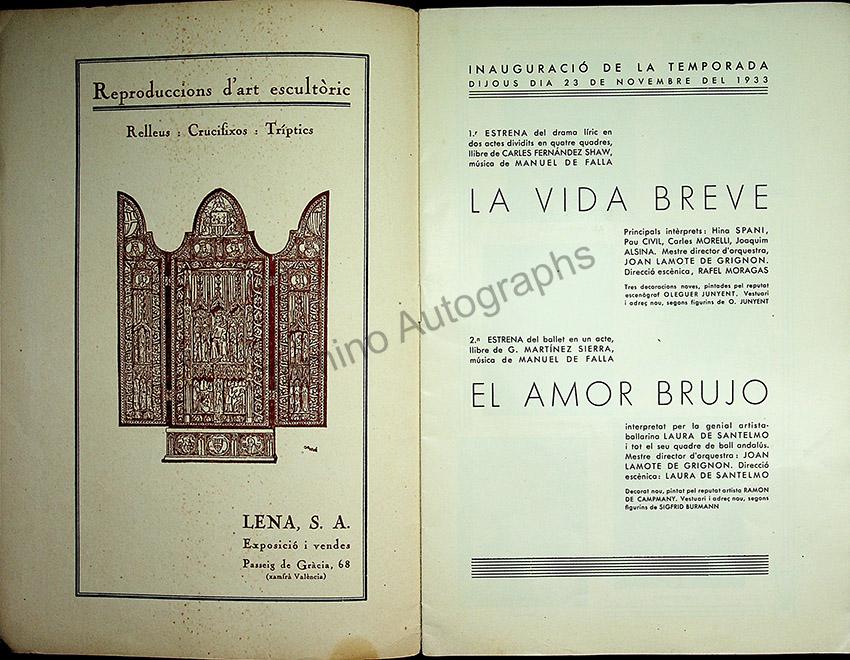 Reproduccions d'art escultòric
Relleus : Crucifixos : Tríptics
LENA, S. A.
Exposició i vendes
Passeig de Gràcia, 68
(xamfrà València)
INAUGURACIÓ DE LA TEMPORADA
DIJOUS DIA 23 DE NOVEMBRE DEL 1933
1.r ESTRENA del drama líric en
dos actes dividits en quatre quadres,
llibre de CARLES FERNÁNDEZ SHAW,
música de MANUEL DE FALLA
LA VIDA BREVE
Principals intèrprets: Hina SPANI,
Pau CIVIL, Carles MORELLI, Joaquim
ALSINA. Mestre director d'orquestra,
JOAN LAMOTE DE GRIGNON.
Direcció escènica, RAFEL MORAGAS
Tres decoracions noves, pintades pel reputat
escenògraf OLEGUER JUNYENT. Vestuari
i adreç nou, segons figurins de O. JUNYENT
2.n ESTRENA del ballet en un acte,
llibre de G. MARTÍNEZ SIERRA,
música de MANUEL DE FALLA
EL AMOR BRUJO
interpretat per la genial artista-
ballarina LAURA DE SANTELMO
i tot el seu quadre de ball andalús.
Mestre director d'orquestra: JOAN
LAMOTE DE GRIGNON. Direcció
escènica: LAURA DE SANTELMO
Decorat nou, pintat pel reputat artista RAMON
DE CAMPMANY. Vestuari i adreç nou, segons
figurins de SIGFRID BURMANN
Autographs